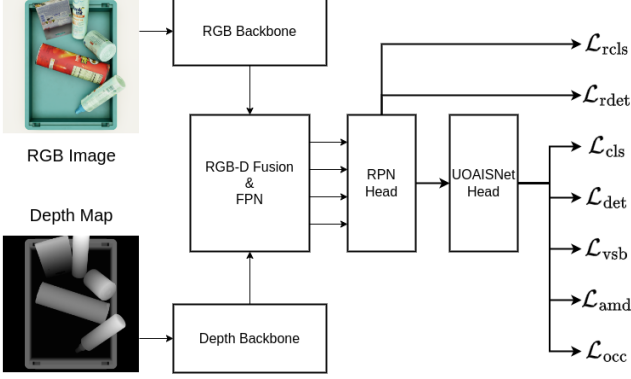 RGB Image
Depth Map
RGB Backbone
RGB-D Fusion
&
FPN
Depth Backbone
RPN
Head
UOAISNet
Head
ℒrcls
ℒrdet
ℒcls
ℒdet
ℒvsb
ℒamd
ℒocc